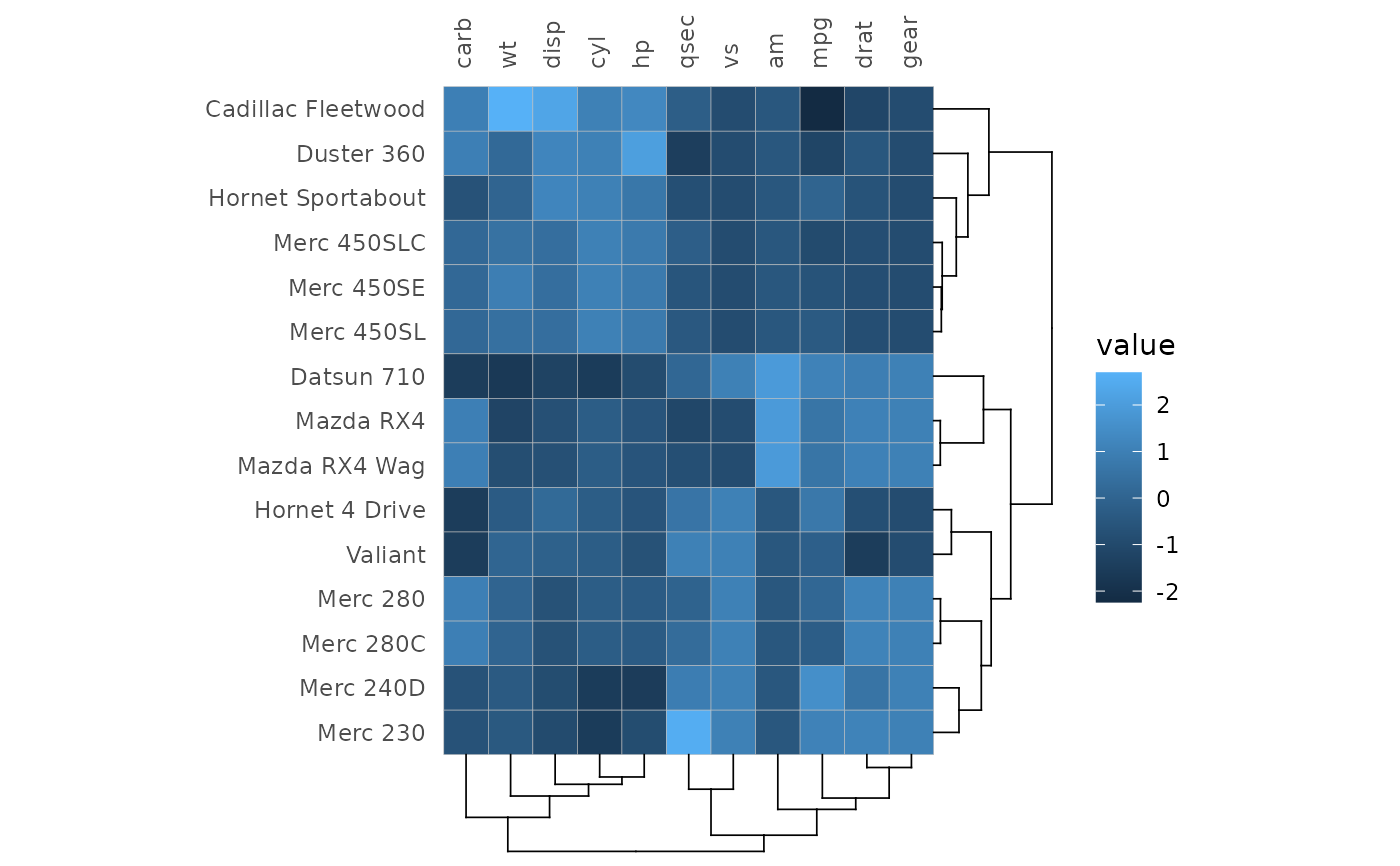 carb wt disp cyl hp qsec vs am mpg drat gear
Cadillac Fleetwood
Duster 360
Hornet Sportabout
Merc 450SLC
Merc 450SE
Merc 450SL
Datsun 710
Mazda RX4
Mazda RX4 Wag
Hornet 4 Drive
Valiant
Merc 280
Merc 280C
Merc 240D
Merc 230
value
2
1
0
-1
-2